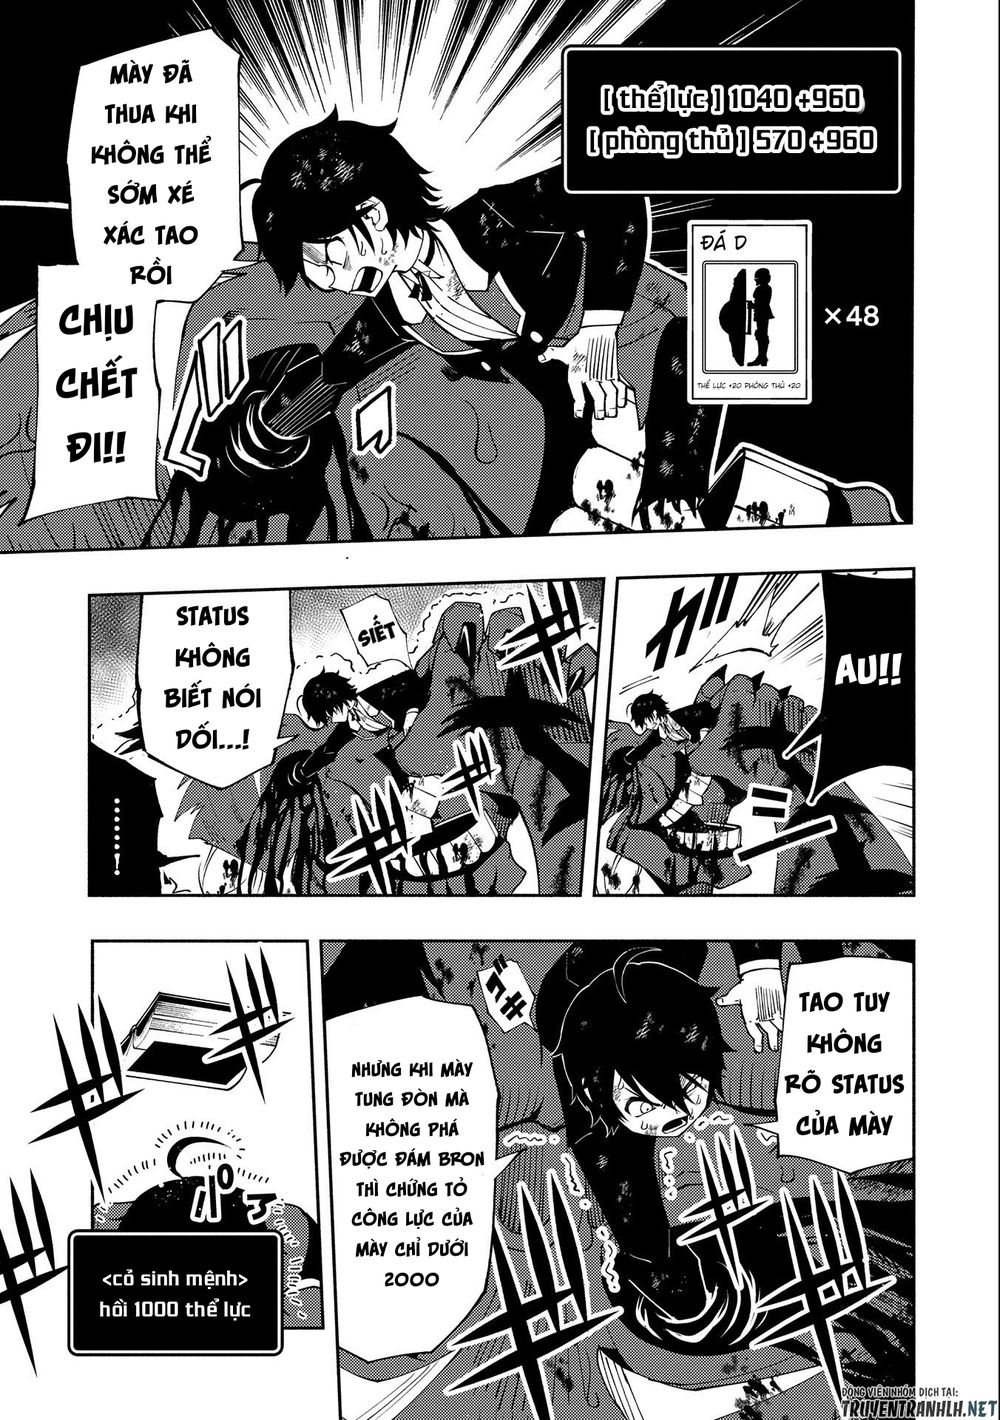 [ thể lực ] 1040 +960
[ phòng thủ ] 570 +960
ĐÁ D
×48
THỂ LỰC +20 PHÒNG THỦ +20
MÀY ĐÃ
THUA KHI
KHÔNG THỂ
SỚM XÉ
XÁC TAO
RỒI
CHỊU
CHẾT
ĐI!!
AU!!
SIẾT
STATUS
KHÔNG
BIẾT NÓI
DỐI...!
.......!
TAO TUY
KHÔNG
RÕ STATUS
CỦA MÀY
NHƯNG KHI MÀY
TUNG ĐÒN MÀ
KHÔNG PHÁ
ĐƯỢC ĐÁM BRON
THÌ CHỨNG TỎ
CÔNG LỰC CỦA
MÀY CHỈ DƯỚI
2000
<cỏ sinh mệnh>
hồi 1000 thể lực
ĐỘNG VIÊN NHÓM DỊCH TẠI:
TRUYENTRANHLH.NET